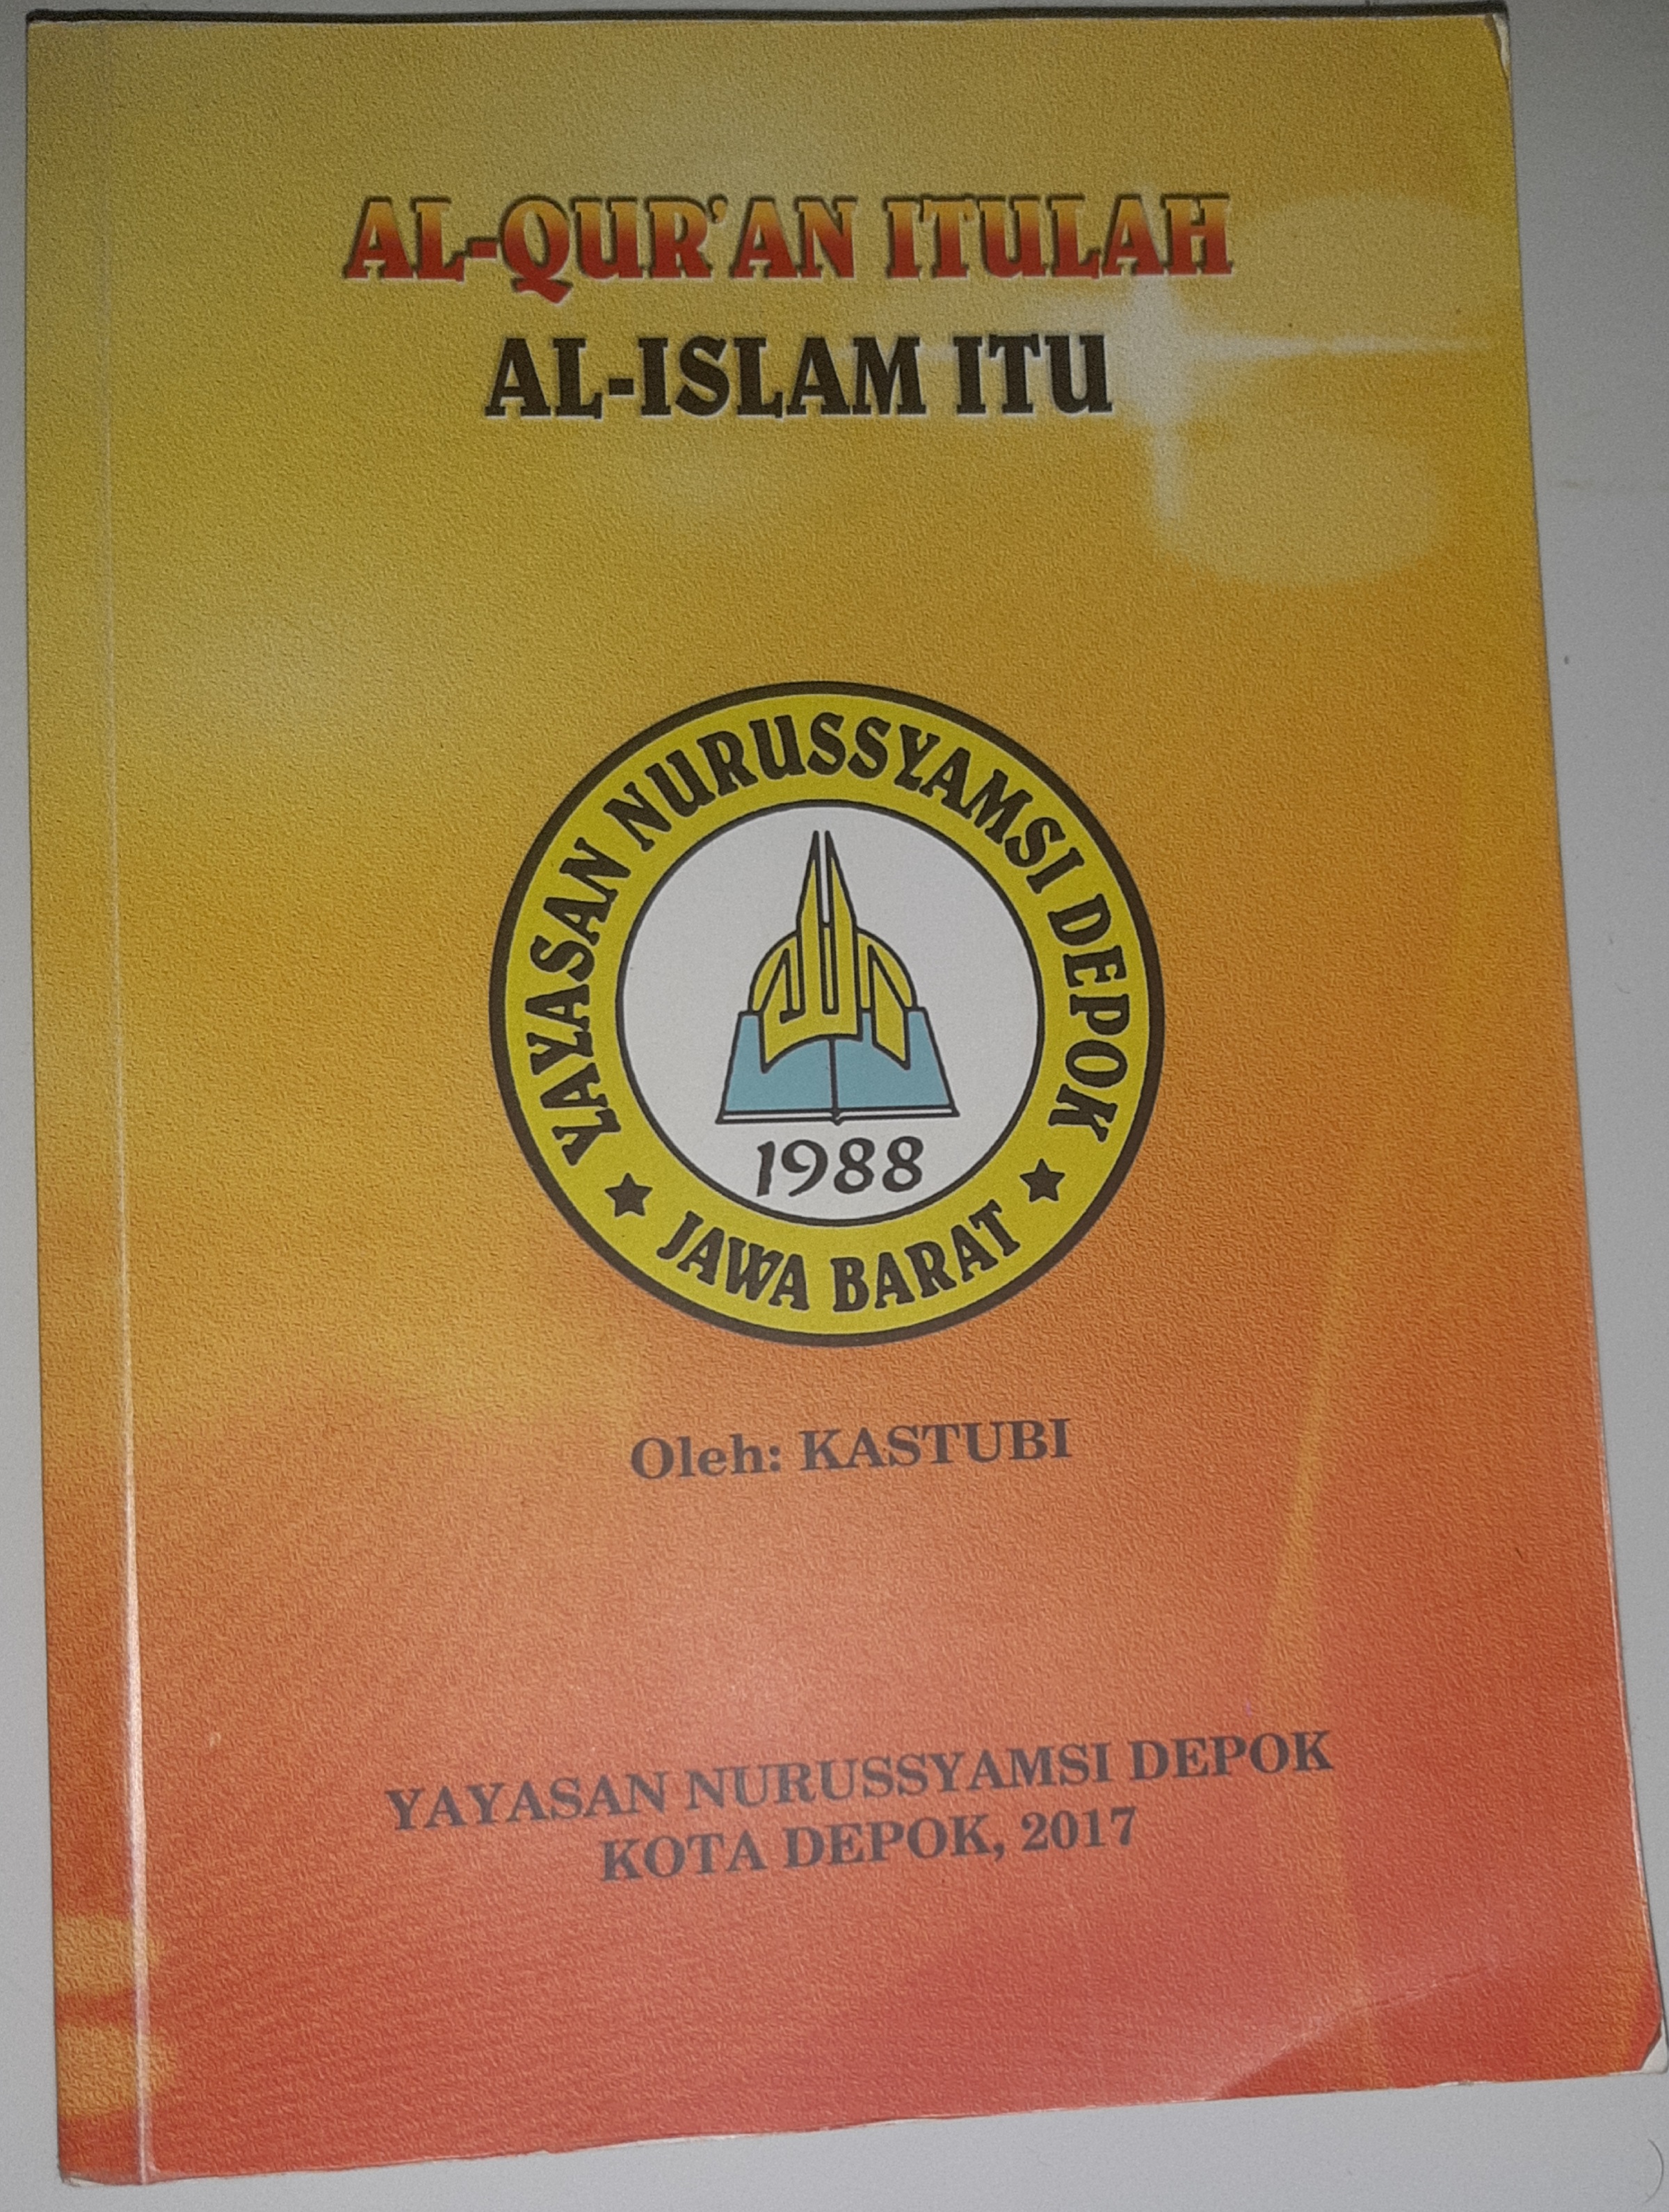 AL-QUR'AN ITULAH
AL-ISLAM ITU
YAYASAN NURUSSYAMSI DEPOK
1988
★ JAWA BARAT ★
Oleh: KASTUBI
YAYASAN NURUSSYAMSI DEPOK
KOTA DEPOK, 2017